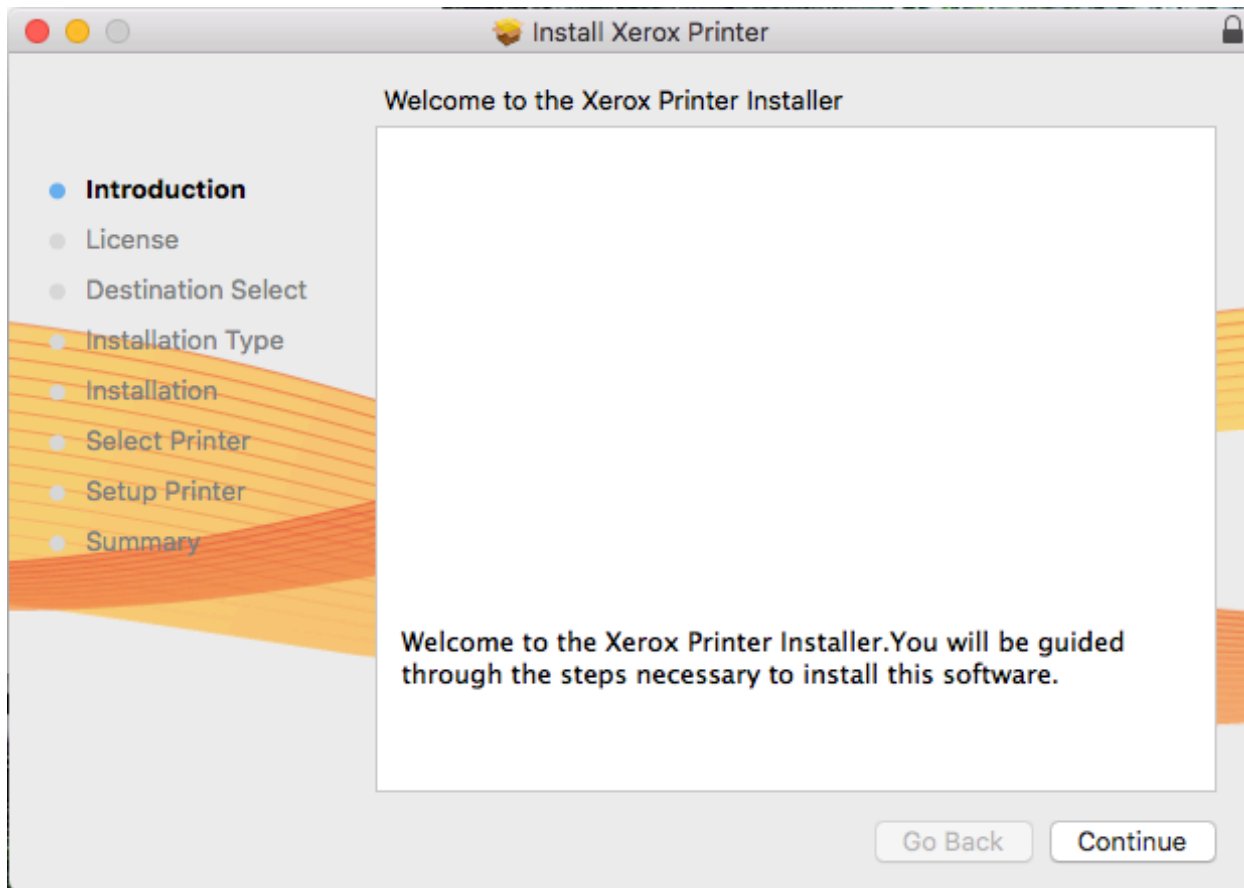 Install Xerox Printer
Welcome to the Xerox Printer Installer
Introduction
License
Destination Select
Installation Type
Installation
Select Printer
Setup Printer
Summary
Welcome to the Xerox Printer Installer.You will be guided
through the steps necessary to install this software.
Go Back
Continue